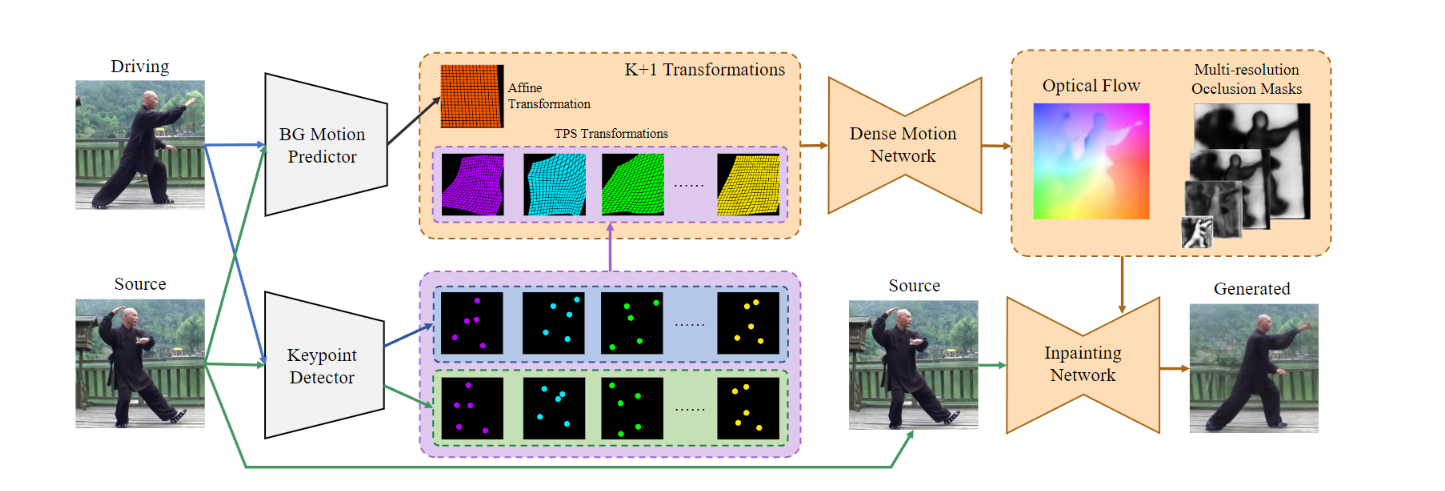 Driving
BG Motion
Predictor
K+1 Transformations
Affine
Transformation
TPS Transformations
......
Dense Motion
Network
Optical Flow
Multi-resolution
Occlusion Masks
Source
Keypoint
Detector
......
......
Source
Inpainting
Network
Generated